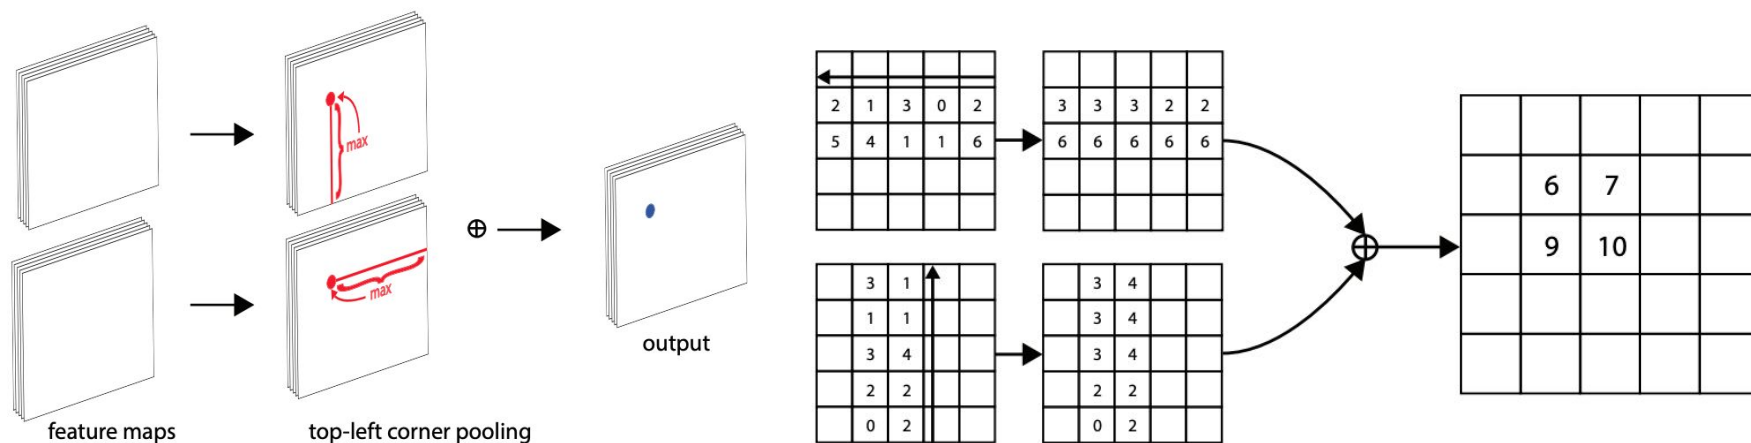 max
max
feature maps
top-left corner pooling
output
2 1 3 0 2
5 4 1 1 6
3 3 3 2 2
6 6 6 6 6
3 1
1 1
3 4
2 2
0 2
3 4
3 4
3 4
2 2
0 2
6 7
9 10